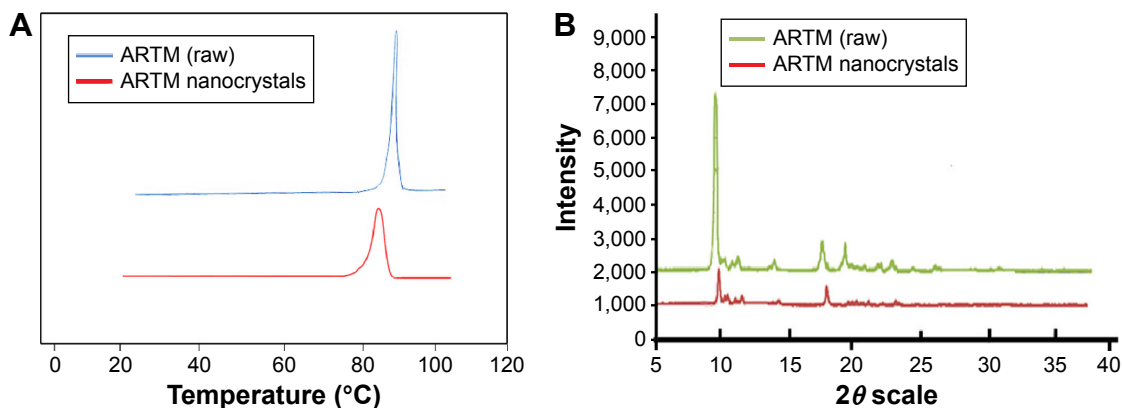 A
ARTM (raw)
ARTM nanocrystals
0 20 40 60 80 100 120
Temperature (°C)
B
ARTM (raw)
ARTM nanocrystals
9,000
8,000
7,000
6,000
5,000
4,000
3,000
2,000
1,000
0
Intensity
5 10 15 20 25 30 35 40
2θ scale